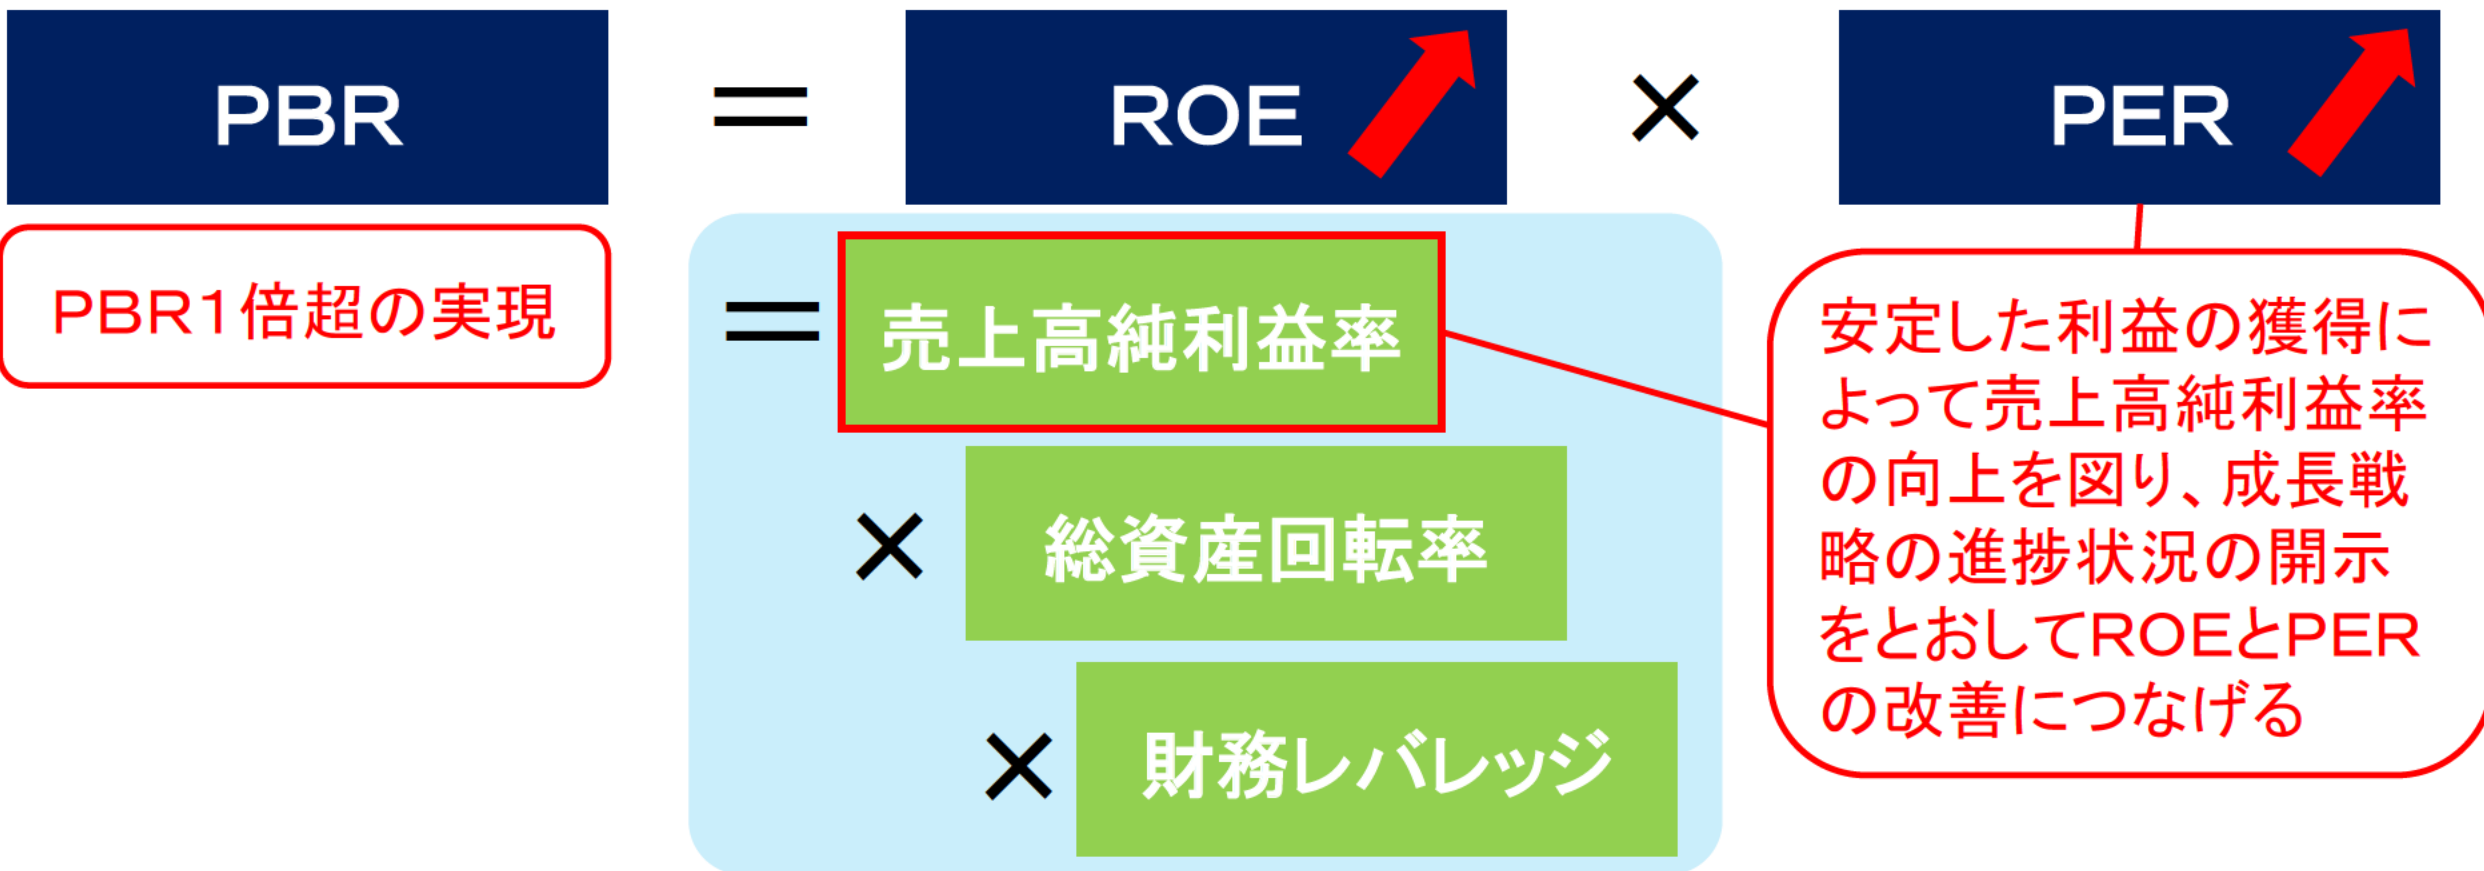 PBR
=
ROE
×
PER
PBR1倍超の実現
=
売上高純利益率
×
総資産回転率
×
財務レバレッジ
安定した利益の獲得に
よって売上高純利益率
の向上を図り、成長戦
略の進捗状況の開示
をとおしてROEとPER
の改善につなげる